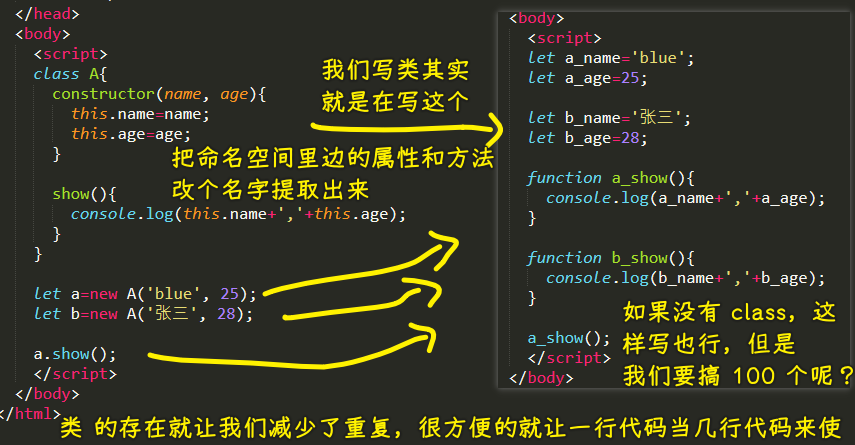 </head>
<body>
<script>
class A{
constructor(name, age){
this.name=name;
this.age=age;
}
show(){
console.log(this.name+','+this.age);
}
}
let a=new A('blue', 25);
let b=new A('张三', 28);
a.show();
</script>
</body>
</html>
我们写类其实
就是在写这个
把命名空间里边的属性和方法
改个名字提取出来
<body>
<script>
let a_name='blue';
let a_age=25;
let b_name='张三';
let b_age=28;
function a_show(){
console.log(a_name+','+a_age);
}
function b_show(){
console.log(b_name+','+b_age);
}
a_show();
</script>
</body>
如果没有 class，这
样写也行，但是
我们要搞 100 个呢？
类 的存在就让我们减少了重复，很方便的就让一行代码当几行代码来使